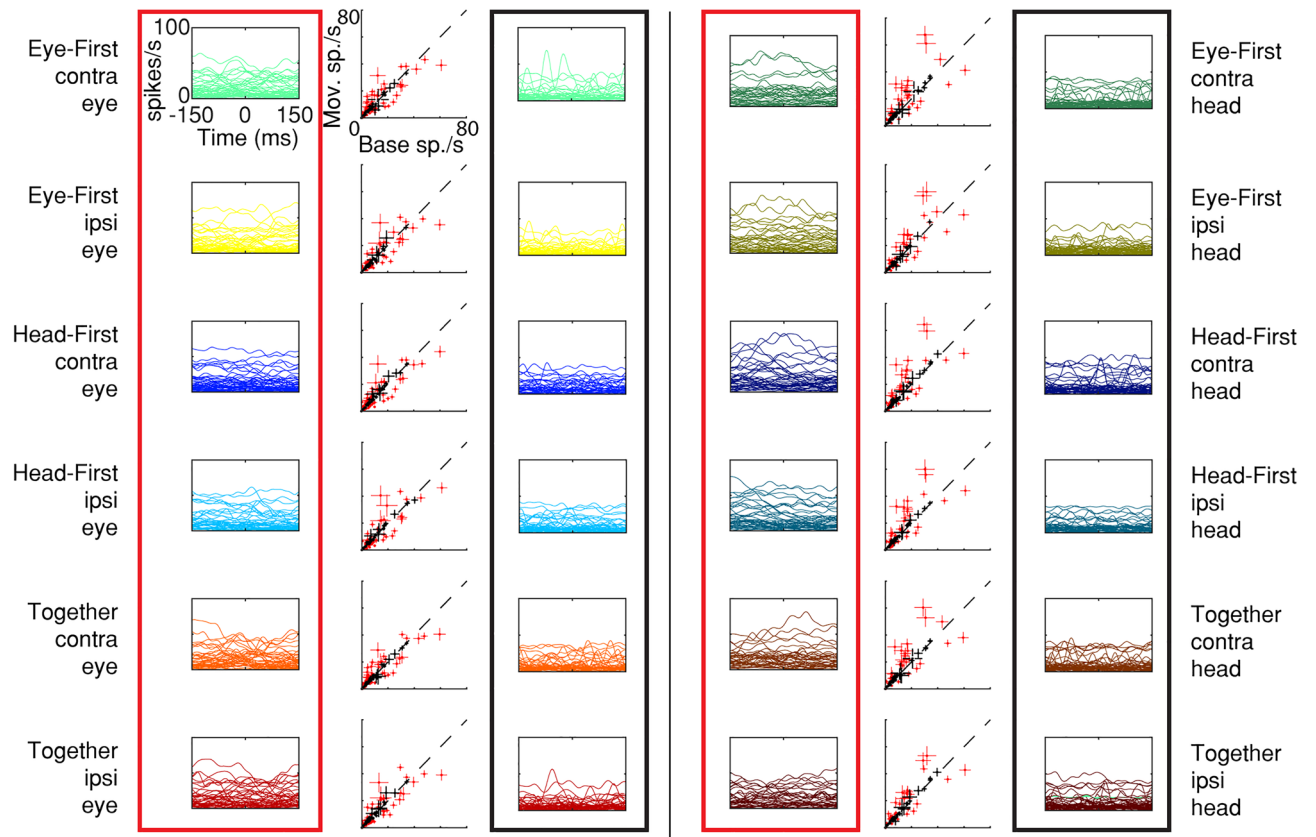 Eye-First
contra
eye
100
spikes/s
0
-150 0 150
Time (ms)
80
Mov. sp./s
0
80
Base sp./s
Eye-First
contra
head
Eye-First
ipsi
eye
Eye-First
ipsi
head
Head-First
contra
eye
Head-First
contra
head
Head-First
ipsi
eye
Head-First
ipsi
head
Together
contra
eye
Together
contra
head
Together
ipsi
eye
Together
ipsi
head